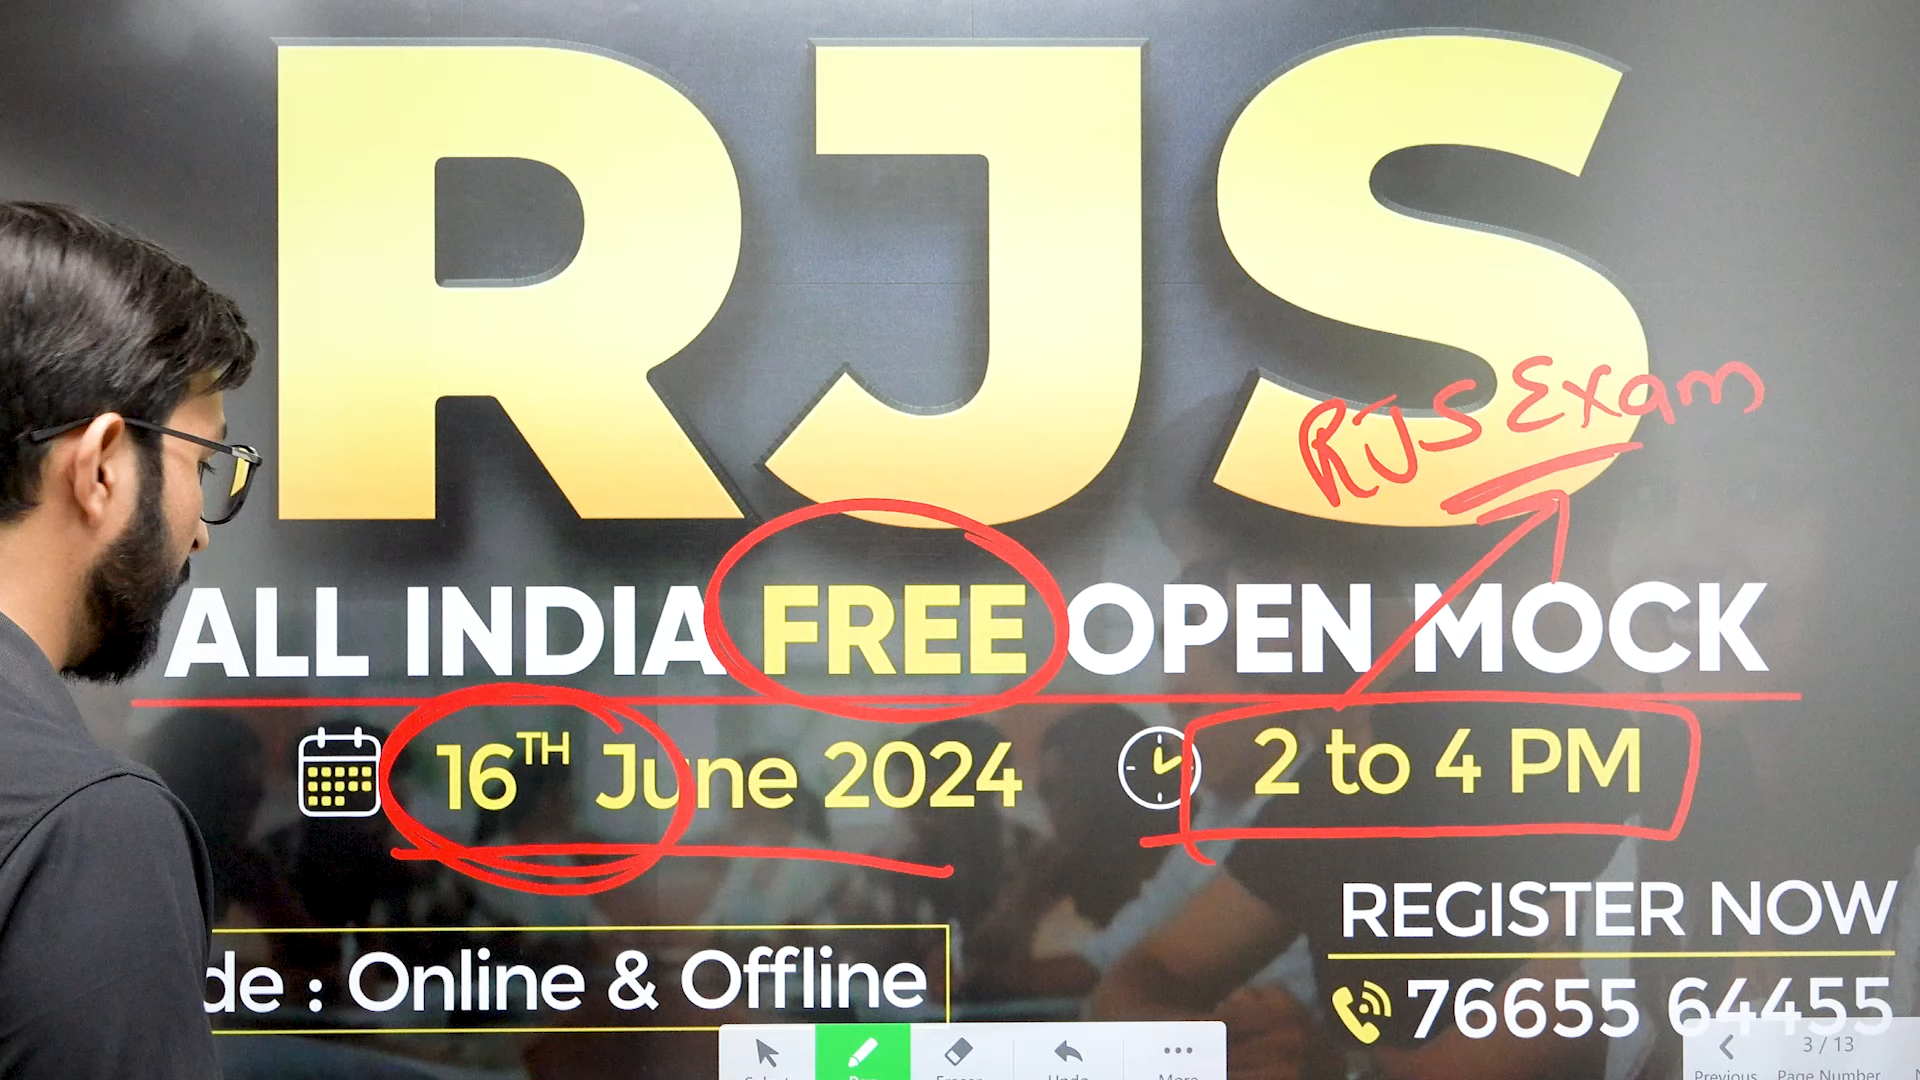 RJS
RJS Exam
ALL INDIA FREE OPEN MOCK
16TH June 2024
2 to 4 PM
REGISTER NOW
de : Online & Offline
76655 64455
3 / 13
Previous
Page Number